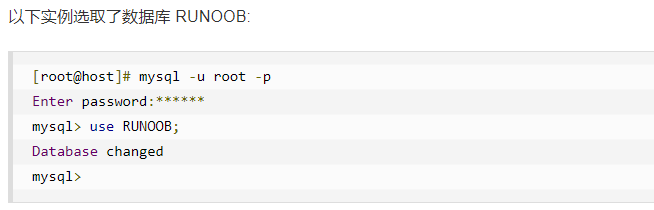 以下实例选取了数据库 RUNOOB:
[root@host]# mysql -u root -p
Enter password:******
mysql> use RUNOOB;
Database changed
mysql>